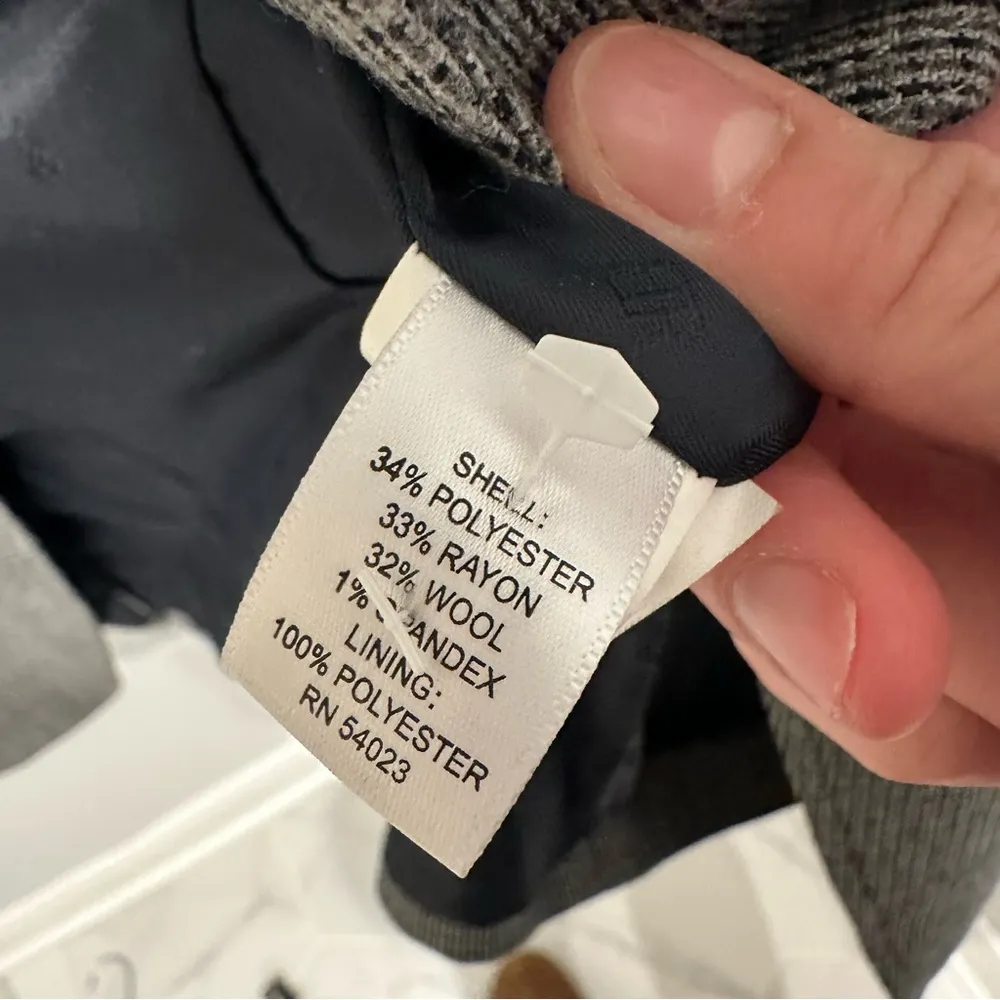 SHELL:
34% POLYESTER
33% RAYON
32% WOOL
1% SPANDEX
LINING:
100% POLYESTER
RN 54023